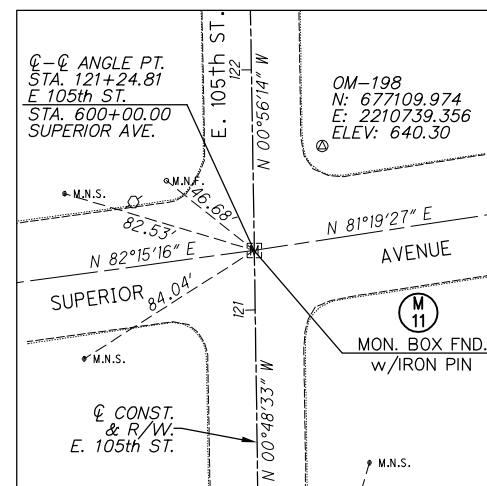 ℄-℄ ANGLE PT.
STA. 121+24.81
E 105th ST.
STA. 600+00.00
SUPERIOR AVE.
E. 105th ST.
122
N 00°56'14" W
OM-198
N: 677109.974
E: 2210739.356
ELEV: 640.30
M.N.S.
M.N.F.
46.68'
82.53'
N 82°15'16" E
N 81°19'27" E
SUPERIOR
AVENUE
84.04'
121
M
M
11
MON. BOX FND.
w/IRON PIN
M.N.S.
℄ CONST.
& R/W.
E. 105th ST.
N 00°48'33" W
M.N.S.